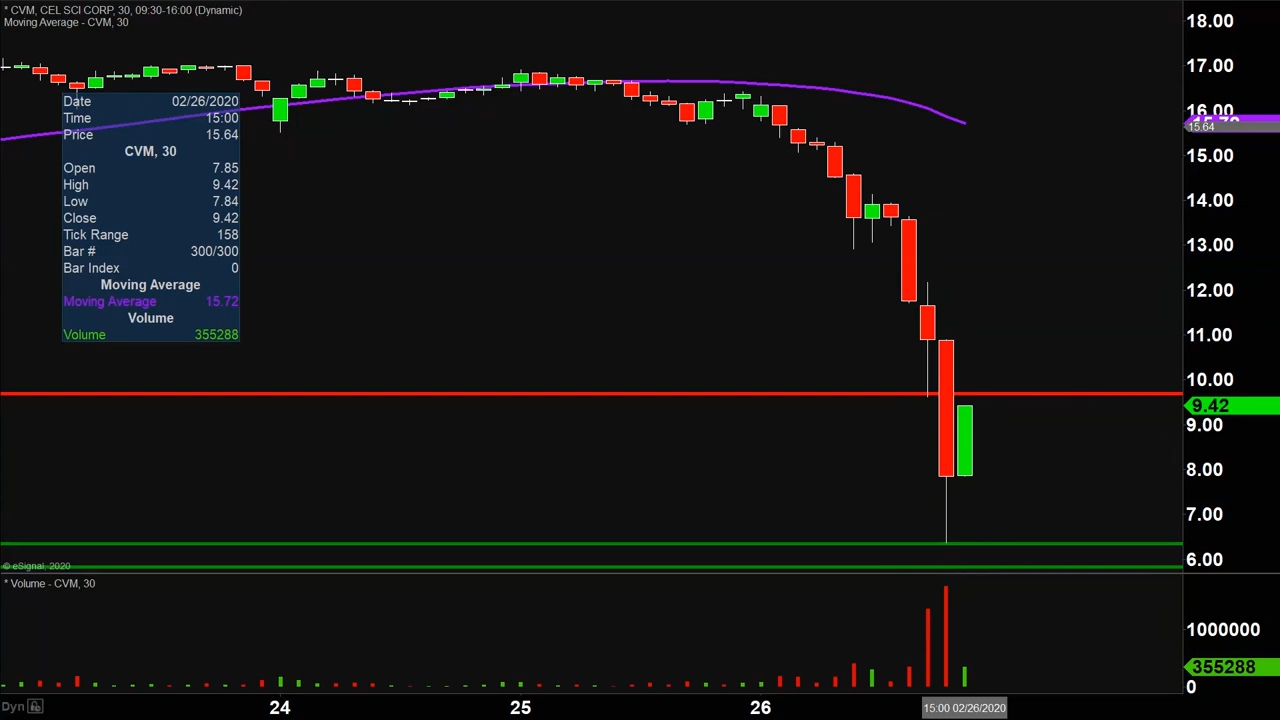 * CVM, CEL SCI CORP, 30, 09:30-16:00 (Dynamic)
Moving Average - CVM, 30
Date 02/26/2020
Time 15:00
Price 15.64
CVM, 30
Open 7.85
High 9.42
Low 7.84
Close 9.42
Tick Range 158
Bar # 300/300
Bar Index 0
Moving Average
Moving Average 15.72
Volume
Volume 355288
18.00
17.00
16.00
15.72
15.64
15.00
14.00
13.00
12.00
11.00
10.00
9.42
9.00
8.00
7.00
6.00
© eSignal, 2020
* Volume - CVM, 30
1000000
355288
0
Dyn
24
25
26
15:00 02/26/2020